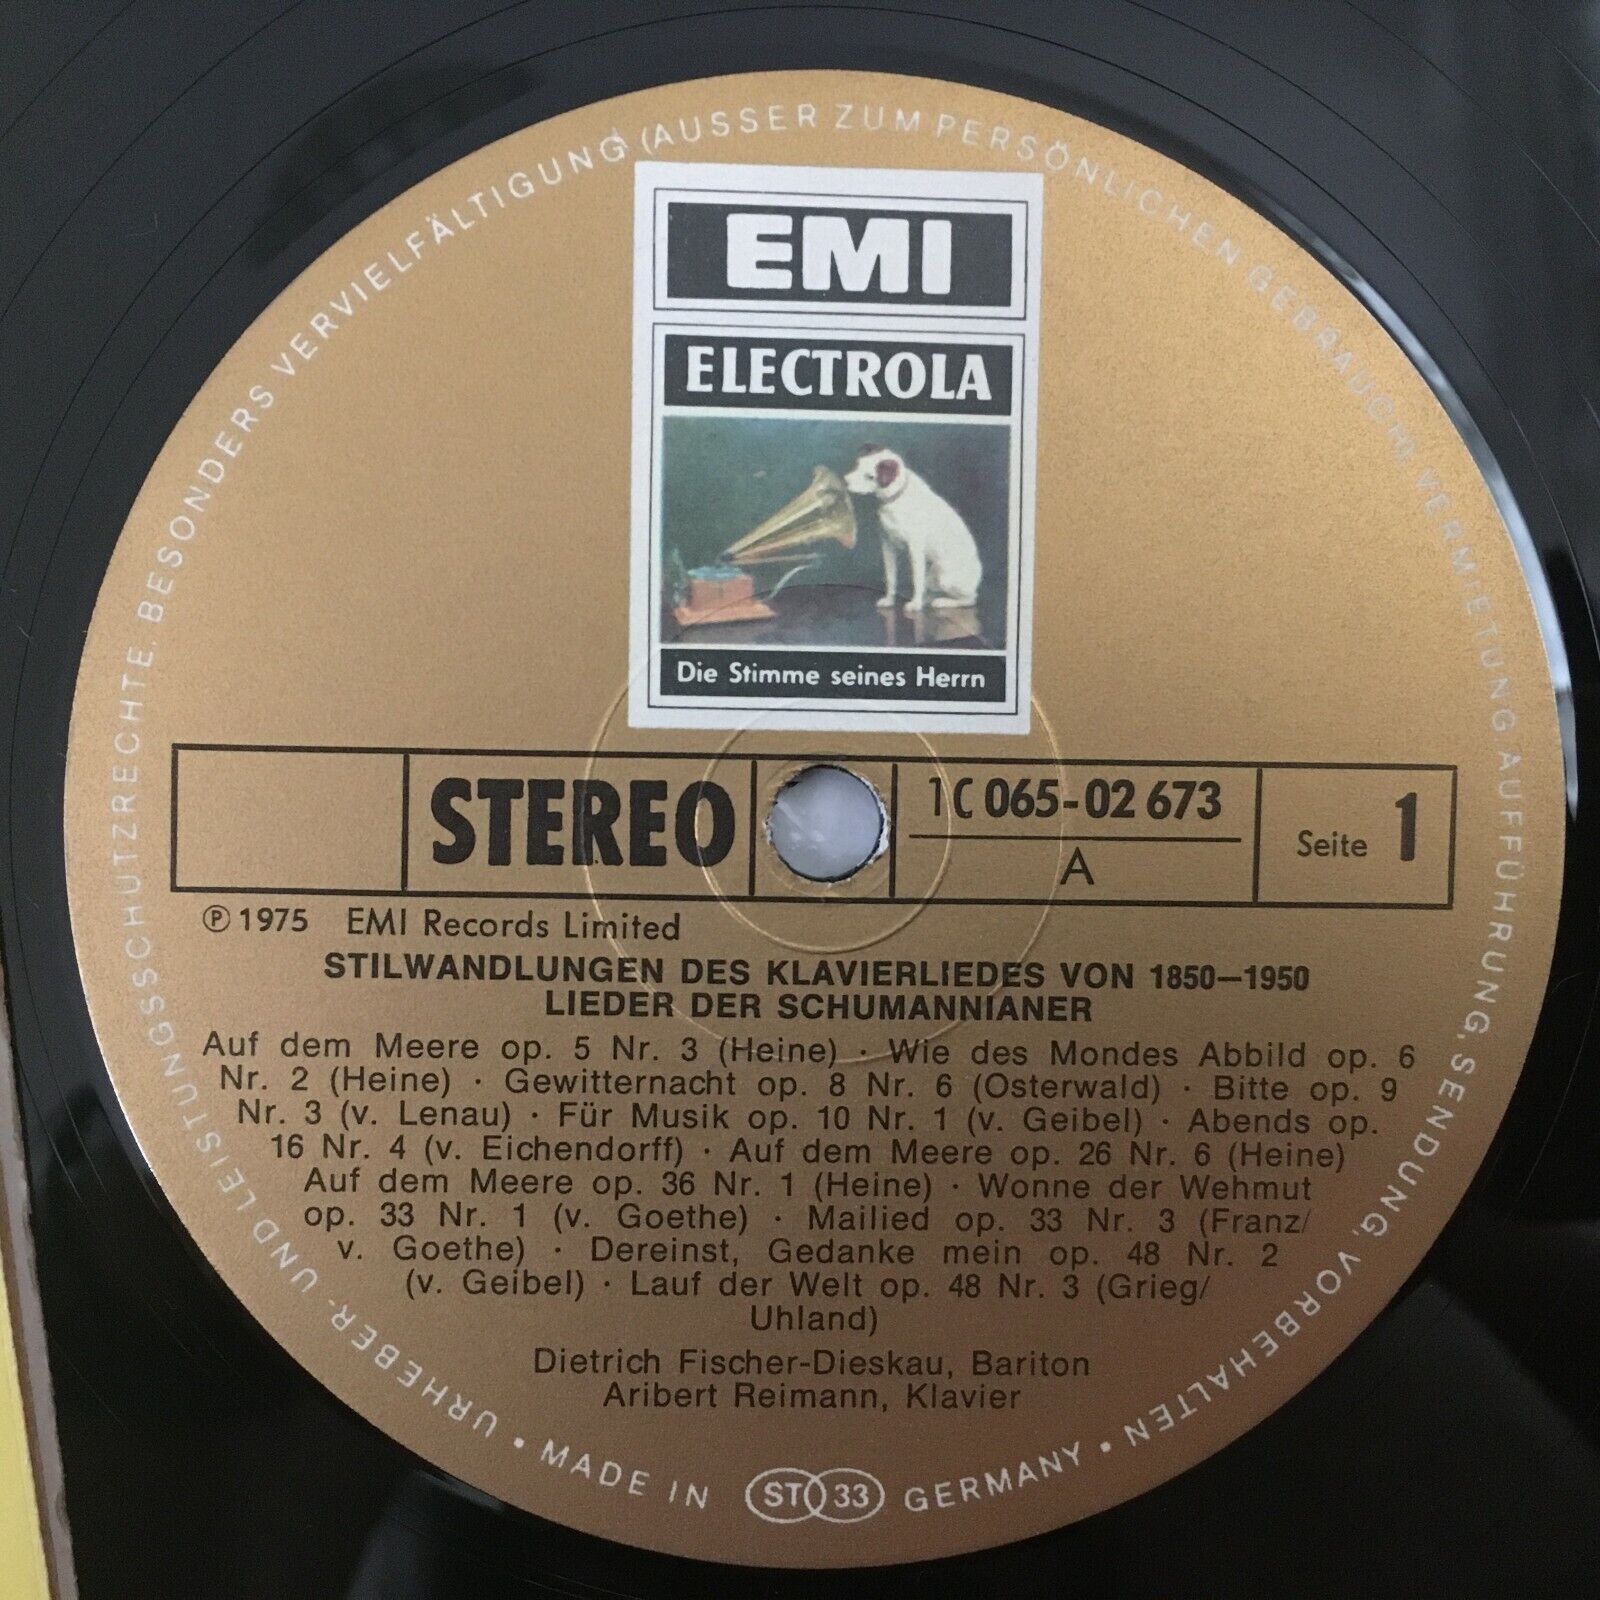 URHEBER- UND LEISTUNGSSCHUTZRECHTE, BESONDERS VERVIELFÄLTIGUNG (AUSSER ZUM PERSÖNLICHEN GEBRAUCH), VERMIETUNG AUFFÜHRUNG, SENDUNG, VORBEHALTEN •
EMI
ELECTROLA
Die Stimme seines Herrn
STEREO
1C 065-02 673
A
Seite 1
℗ 1975 EMI Records Limited
STILWANDLUNGEN DES KLAVIERLIEDES VON 1850—1950
LIEDER DER SCHUMANNIANER
Auf dem Meere op. 5 Nr. 3 (Heine) · Wie des Mondes Abbild op. 6
Nr. 2 (Heine) · Gewitternacht op. 8 Nr. 6 (Osterwald) · Bitte op. 9
Nr. 3 (v. Lenau) · Für Musik op. 10 Nr. 1 (v. Geibel) · Abends op.
16 Nr. 4 (v. Eichendorff) · Auf dem Meere op. 26 Nr. 6 (Heine)
Auf dem Meere op. 36 Nr. 1 (Heine) · Wonne der Wehmut
op. 33 Nr. 1 (v. Goethe) · Mailied op. 33 Nr. 3 (Franz/
v. Goethe) · Dereinst, Gedanke mein op. 48 Nr. 2
(v. Geibel) · Lauf der Welt op. 48 Nr. 3 (Grieg/
Uhland)
Dietrich Fischer-Dieskau, Bariton
Aribert Reimann, Klavier
• MADE IN ST 33 GERMANY